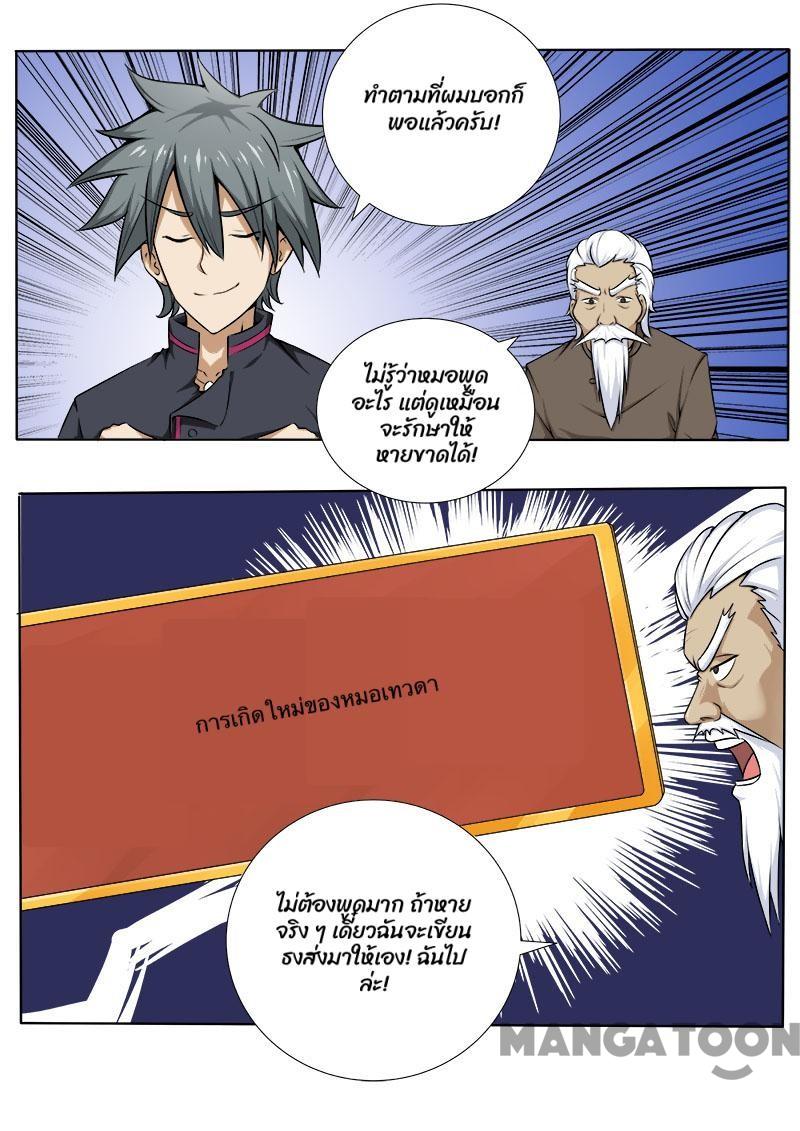 ทำตามที่ผมบอกก็
พอแล้วครับ!
ไม่รู้ว่าหมอพูด
อะไร แต่ดูเหมือน
จะรักษาให้
หายขาดได้!
การเกิดใหม่ของหมอเทวดา
ไม่ต้องพูดมาก ถ้าหาย
จริง ๆ เดี๋ยวฉันจะเขียน
ธงส่งมาให้เอง! ฉันไป
ล่ะ!
MANGATOON